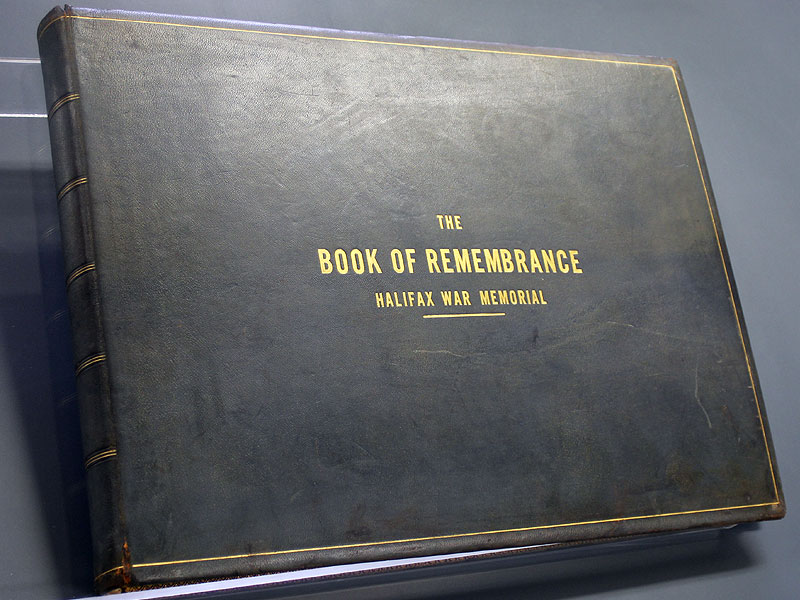 THE
BOOK OF REMEMBRANCE
HALIFAX WAR MEMORIAL